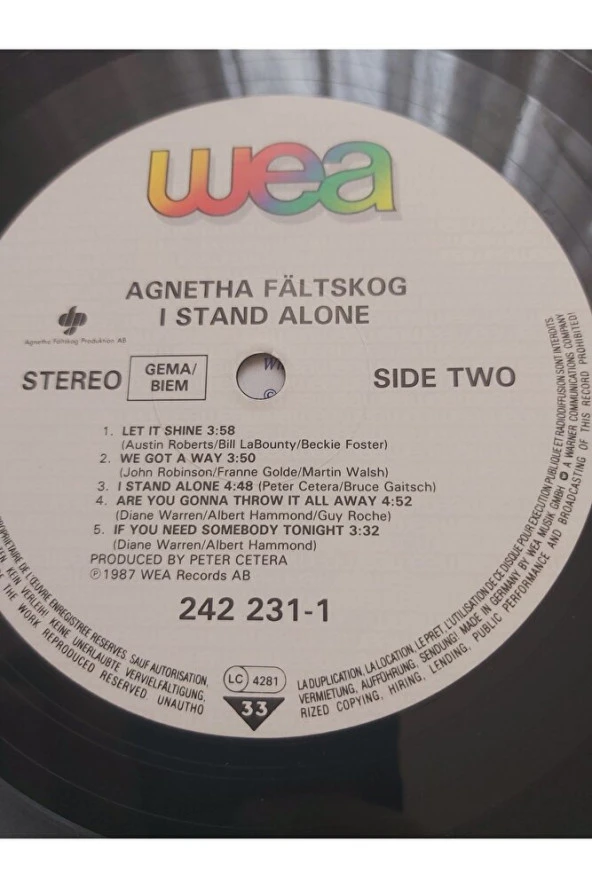 wea
AGNETHA FÄLTSKOG
I STAND ALONE
Agnetha Fältskog Produktion AB
STEREO
GEMA/
BIEM
SIDE TWO
1. LET IT SHINE 3:58
(Austin Roberts/Bill LaBounty/Beckie Foster)
2. WE GOT A WAY 3:50
(John Robinson/Franne Golde/Martin Walsh)
3. I STAND ALONE 4:48 (Peter Cetera/Bruce Gaitsch)
4. ARE YOU GONNA THROW IT ALL AWAY 4:52
(Diane Warren/Albert Hammond/Guy Roche)
5. IF YOU NEED SOMEBODY TONIGHT 3:32
(Diane Warren/Albert Hammond)
PRODUCED BY PETER CETERA
℗1987 WEA Records AB
242 231-1
LC 4281
33
PROPRIETAIRE DE L'ŒUVRE ENREGISTREE RESERVES SAUF AUTORISATION, LA DUPLICATION, LA LOCATION, LE PRET, L'UTILISATION DE CE DISQUE POUR EXECUTION PUBLIQUE ET RADIODIFFUSION SONT INTERDITS
KEIN VERLEIH! KEINE UNERLAUBTE VERVIELFÄLTIGUNG, VERMIETUNG, AUFFÜHRUNG, SENDUNG! MADE IN GERMANY BY WEA MUSIK GMBH A WARNER COMMUNICATIONS COMPANY
THE WORK REPRODUCED RESERVED. UNAUTHORIZED COPYING, HIRING, LENDING, PUBLIC PERFORMANCE AND BROADCASTING OF THIS RECORD PROHIBITED!